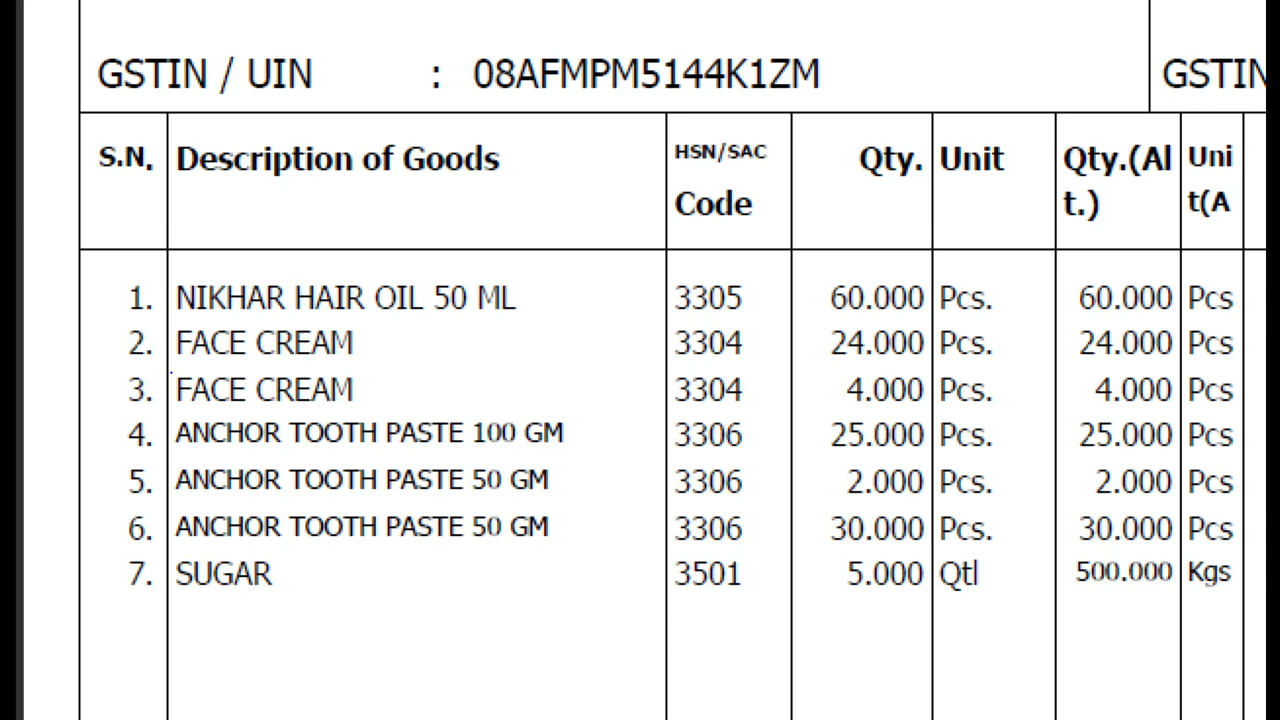 GSTIN / UIN : 08AFMPM5144K1ZM GSTIN
S.N. Description of Goods HSN/SAC Code Qty. Unit Qty.(Alt.) Unit(A
1. NIKHAR HAIR OIL 50 ML 3305 60.000 Pcs. 60.000 Pcs
2. FACE CREAM 3304 24.000 Pcs. 24.000 Pcs
3. FACE CREAM 3304 4.000 Pcs. 4.000 Pcs
4. ANCHOR TOOTH PASTE 100 GM 3306 25.000 Pcs. 25.000 Pcs
5. ANCHOR TOOTH PASTE 50 GM 3306 2.000 Pcs. 2.000 Pcs
6. ANCHOR TOOTH PASTE 50 GM 3306 30.000 Pcs. 30.000 Pcs
7. SUGAR 3501 5.000 Qtl 500.000 Kgs